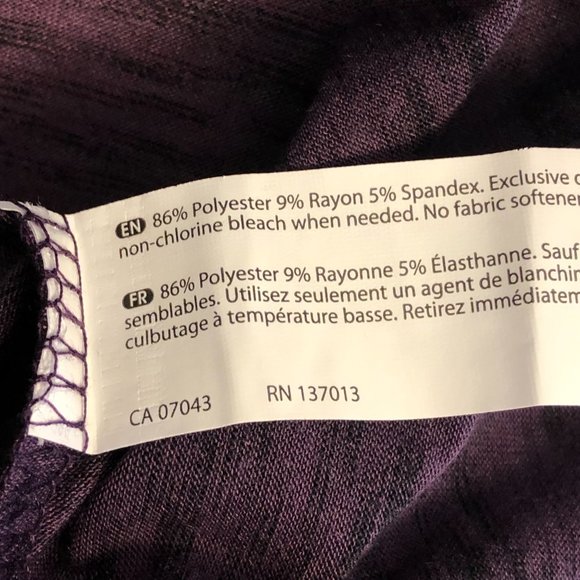 EN 86% Polyester 9% Rayon 5% Spandex. Exclusive
non-chlorine bleach when needed. No fabric softener
FR 86% Polyester 9% Rayonne 5% Élasthanne. Sauf
semblables. Utilisez seulement un agent de blanchim
culbutage à température basse. Retirez immédiatem
CA 07043 RN 137013